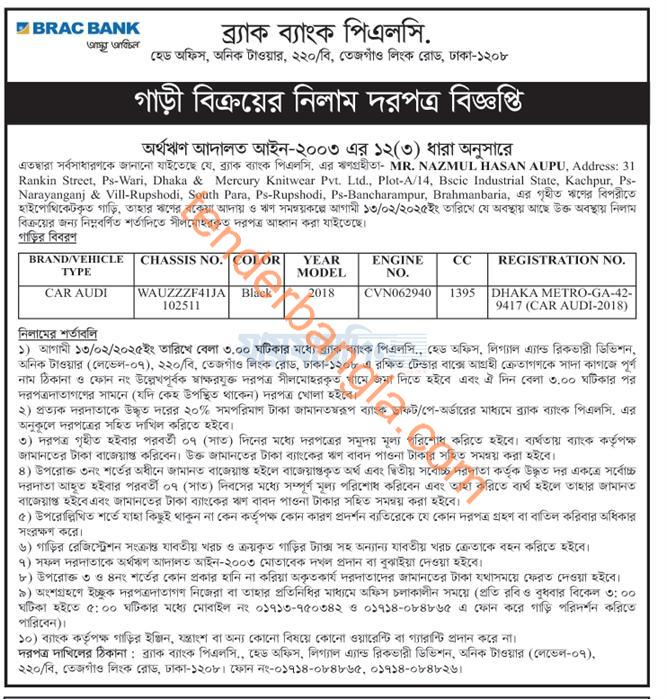 BRAC BANK
আস্থা অবিচল
ব্র্যাক ব্যাংক পিএলসি.
হেড অফিস, অনিক টাওয়ার, ২২০/বি, তেজগাঁও লিংক রোড, ঢাকা-১২০৮
গাড়ী বিক্রয়ের নিলাম দরপত্র বিজ্ঞপ্তি
অর্থঋণ আদালত আইন-২০০৩ এর ১২(৩) ধারা অনুসারে
এতদ্বারা সর্বসাধারণকে জানানো যাইতেছে যে, ব্র্যাক ব্যাংক পিএলসি. এর ঋণগ্রহীতা- MR. NAZMUL HASAN AUPU, Address: 31
Rankin Street, Ps-Wari, Dhaka & Mercury Knitwear Pvt. Ltd., Plot-A/14, Bscic Industrial State, Kachpur, Ps-
Narayanganj & Vill-Rupshodi, South Para, Ps-Rupshodi, Ps-Bancharampur, Brahmanbaria, এর গৃহীত ঋণের বিপরীতে
হাইপোথিকেটকৃত গাড়ি, তাহার ঋণের বকেয়া আদায় ও ঋণ সমন্বয়কল্পে আগামী ১৩/০২/২০২৫ইং তারিখে যে অবস্থায় আছে উক্ত অবস্থায় নিলাম
বিক্রয়ের জন্য নিম্নবর্ণিত শর্তাদিতে সীলমোহরকৃত দরপত্র আহ্বান করা যাইতেছে।
গাড়ির বিবরণ
BRAND/VEHICLE TYPE CHASSIS NO. COLOR YEAR MODEL ENGINE NO. CC REGISTRATION NO.
CAR AUDI WAUZZZF41JA 102511 Black 2018 CVN062940 1395 DHAKA METRO-GA-42-9417 (CAR AUDI-2018)
নিলামের শর্তাবলি
১) আগামী ১৩/০২/২০২৫ইং তারিখে বেলা ৩.০০ ঘটিকার মধ্যে ব্র্যাক ব্যাংক পিএলসি., হেড অফিস, লিগ্যাল এ্যান্ড রিকভারী ডিভিশন,
অনিক টাওয়ার (লেভেল-০৭), ২২০/বি, তেজগাঁও লিংক রোড, ঢাকা-১২০৮ এ রক্ষিত টেন্ডার বাক্সে আগ্রহী ক্রেতাগণকে সাদা কাগজে পূর্ণ
নাম ঠিকানা ও ফোন নং উল্লেখপূর্বক স্বাক্ষরযুক্ত দরপত্র সীলমোহরকৃত খামে জমা দিতে হইবে এবং ঐ দিন বেলা ৩.০০ ঘটিকার পর
দরপত্রদাতাগণের সামনে (যদি কেহ উপস্থিত থাকেন) দরপত্র খোলা হইবে।
২) প্রত্যেক দরদাতাকে উদ্ধৃত দরের ২০% সমপরিমাণ টাকা জামানতস্বরূপ ব্যাংক ড্রাফট/পে-অর্ডারের মাধ্যমে ব্র্যাক ব্যাংক পিএলসি. এর
অনুকূলে দরপত্রের সহিত দাখিল করিতে হইবে।
৩) দরপত্র গৃহীত হইবার পরবর্তী ০৭ (সাত) দিনের মধ্যে দরপত্রের সমুদয় মূল্য পরিশোধ করিতে হইবে। ব্যর্থতায় ব্যাংক কর্তৃপক্ষ
জামানতের টাকা বাজেয়াপ্ত করিবেন। উক্ত জামানতের টাকা ব্যাংকের ঋণ বাবদ পাওনা টাকার সহিত সমন্বয় করা হইবে।
৪) উপরোক্ত ৩নং শর্তের অধীনে জামানত বাজেয়াপ্ত হইলে বাজেয়াপ্তকৃত অর্থ এবং দ্বিতীয় সর্বোচ্চ দরদাতা কর্তৃক উদ্ধৃত দর একত্রে সর্বোচ্চ
দরদাতা আহূত হইবার পরবর্তী ০৭ (সাত) দিবসের মধ্যে সম্পূর্ণ মূল্য পরিশোধ করিবেন এবং তাহা করিতে ব্যর্থ হইলে তাহার জামানত
বাজেয়াপ্ত হইবে এবং জামানতের টাকা ব্যাংকের ঋণ বাবদ পাওনা টাকার সহিত সমন্বয় করা হইবে।
৫) উপরোল্লিখিত শর্তে যাহা কিছুই থাকুন না কেন কর্তৃপক্ষ কোন কারণ প্রদর্শন ব্যতিরেকে যে কোন দরপত্র গ্রহণ বা বাতিল করিবার অধিকার
সংরক্ষণ করে।
৬) গাড়ির রেজিস্ট্রেশন সংক্রান্ত যাবতীয় খরচ ও ক্রয়কৃত গাড়ির ট্যাক্স সহ অন্যান্য যাবতীয় খরচ ক্রেতাকে বহন করিতে হইবে।
৭) সফল দরদাতাকে অর্থঋণ আদালত আইন-২০০৩ মোতাবেক দখল প্রদান বা বুঝাইয়া দেওয়া হইবে।
৮) উপরোক্ত ৩ ও ৪নং শর্তের কোন প্রকার হানি না করিয়া অকৃতকার্য দরদাতাদের জামানতের টাকা যথাসময়ে ফেরত দেওয়া হইবে।
৯) অংশগ্রহণে ইচ্ছুক দরপত্রদাতাগণ নিজেরা বা তাহার প্রতিনিধির মাধ্যমে অফিস চলাকালীন সময়ে (প্রতি রবি ও বুধবার বিকেল ৩: ০০
ঘটিকা হইতে ৫: ০০ ঘটিকার মধ্যে মোবাইল নং ০১৭১৩-৭৫০৩৪২ ও ০১৭১৪-০৮৪৮৬৫ এ ফোন করে গাড়ি পরিদর্শন করিতে
পারিবেন)।
১০) ব্যাংক কর্তৃপক্ষ গাড়ির ইঞ্জিন, যন্ত্রাংশ বা অন্য কোনো বিষয়ে কোনো ওয়ারেন্টি বা গ্যারান্টি প্রদান করে না।
দরপত্র দাখিলের ঠিকানা : ব্র্যাক ব্যাংক পিএলসি., হেড অফিস, লিগ্যাল এ্যান্ড রিকভারী ডিভিশন, অনিক টাওয়ার (লেভেল-০৭),
২২০/বি, তেজগাঁও লিংক রোড, ঢাকা-১২০৮। ফোন নং-০১৭১৪-০৮৪৮৬৫, ০১৭১৪-০৮৪৮২৬।
tenderbangla.com